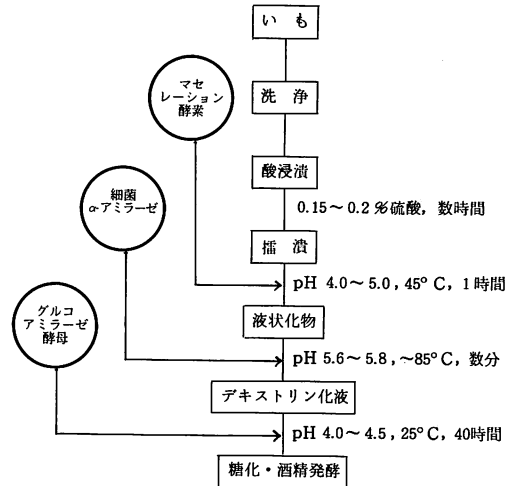 いも
マセ
レーション
酵素
洗浄
酸浸漬
細菌
α-アミラーゼ
0.15～0.2%硫酸，数時間
擂潰
pH 4.0～5.0，45°C，1時間
グルコ
アミラーゼ
酵母
液状化物
pH 5.6～5.8，～85°C，数分
デキストリン化液
pH 4.0～4.5，25°C，40時間
糖化・酒精発酵